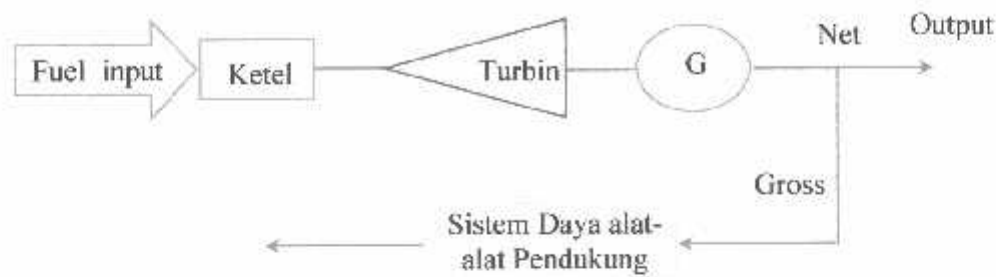 Fuel input
Ketel
Turbin
G
Net
Output
Gross
Sistem Daya alat-
alat Pendukung